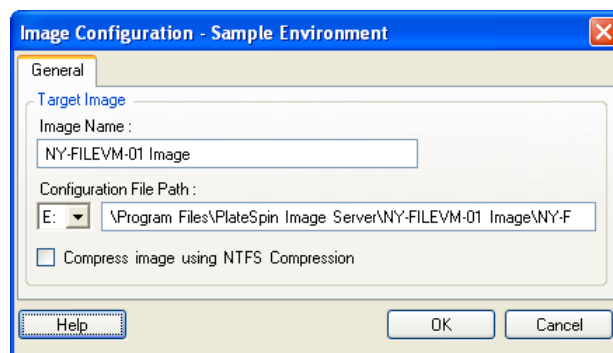 Image Configuration - Sample Environment
General
Target Image
Image Name :
NY-FILEVM-01 Image
Configuration File Path :
E: \Program Files\PlateSpin Image Server\NY-FILEVM-01 Image\NY-F
Compress image using NTFS Compression
Help OK Cancel